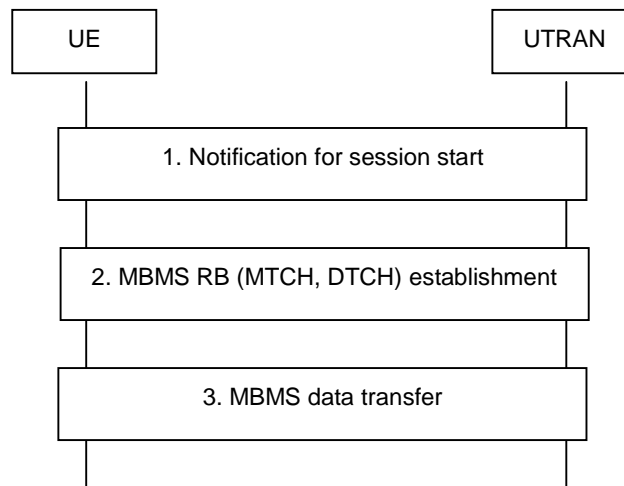 UE
UTRAN
1. Notification for session start
2. MBMS RB (MTCH, DTCH) establishment
3. MBMS data transfer